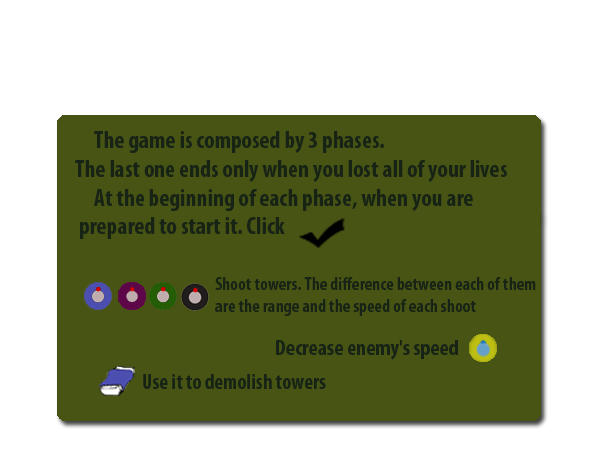 The game is composed by 3 phases.
The last one ends only when you lost all of your lives
At the beginning of each phase, when you are
prepared to start it. Click
Shoot towers. The difference between each of them
are the range and the speed of each shoot
Decrease enemy's speed
Use it to demolish towers